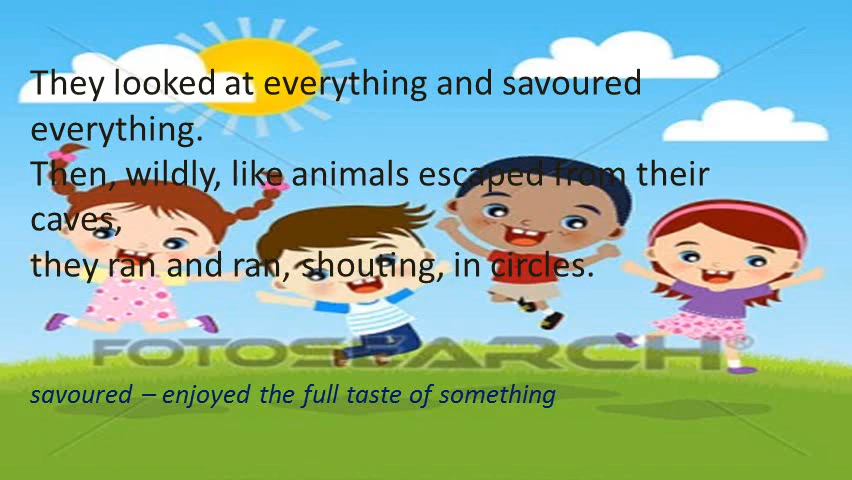 They looked at everything and savoured
everything.
Then, wildly, like animals escaped from their
caves,
they ran and ran, shouting, in circles.
FOTOSEARCH®
savoured – enjoyed the full taste of something